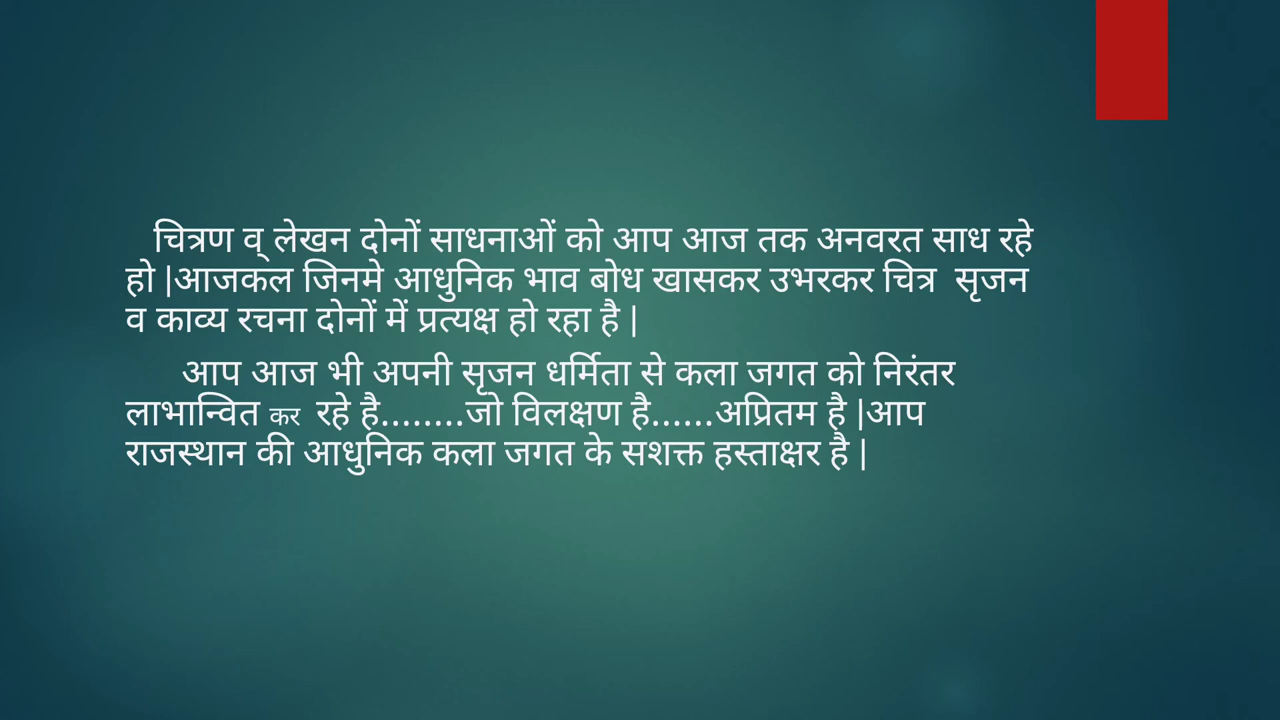 चित्रण व् लेखन दोनों साधनाओं को आप आज तक अनवरत साध रहे
हो |आजकल जिनमे आधुनिक भाव बोध खासकर उभरकर चित्र सृजन
व काव्य रचना दोनों में प्रत्यक्ष हो रहा है |
आप आज भी अपनी सृजन धर्मिता से कला जगत को निरंतर
लाभान्वित कर रहे है........जो विलक्षण है......अप्रितम है |आप
राजस्थान की आधुनिक कला जगत के सशक्त हस्ताक्षर है |